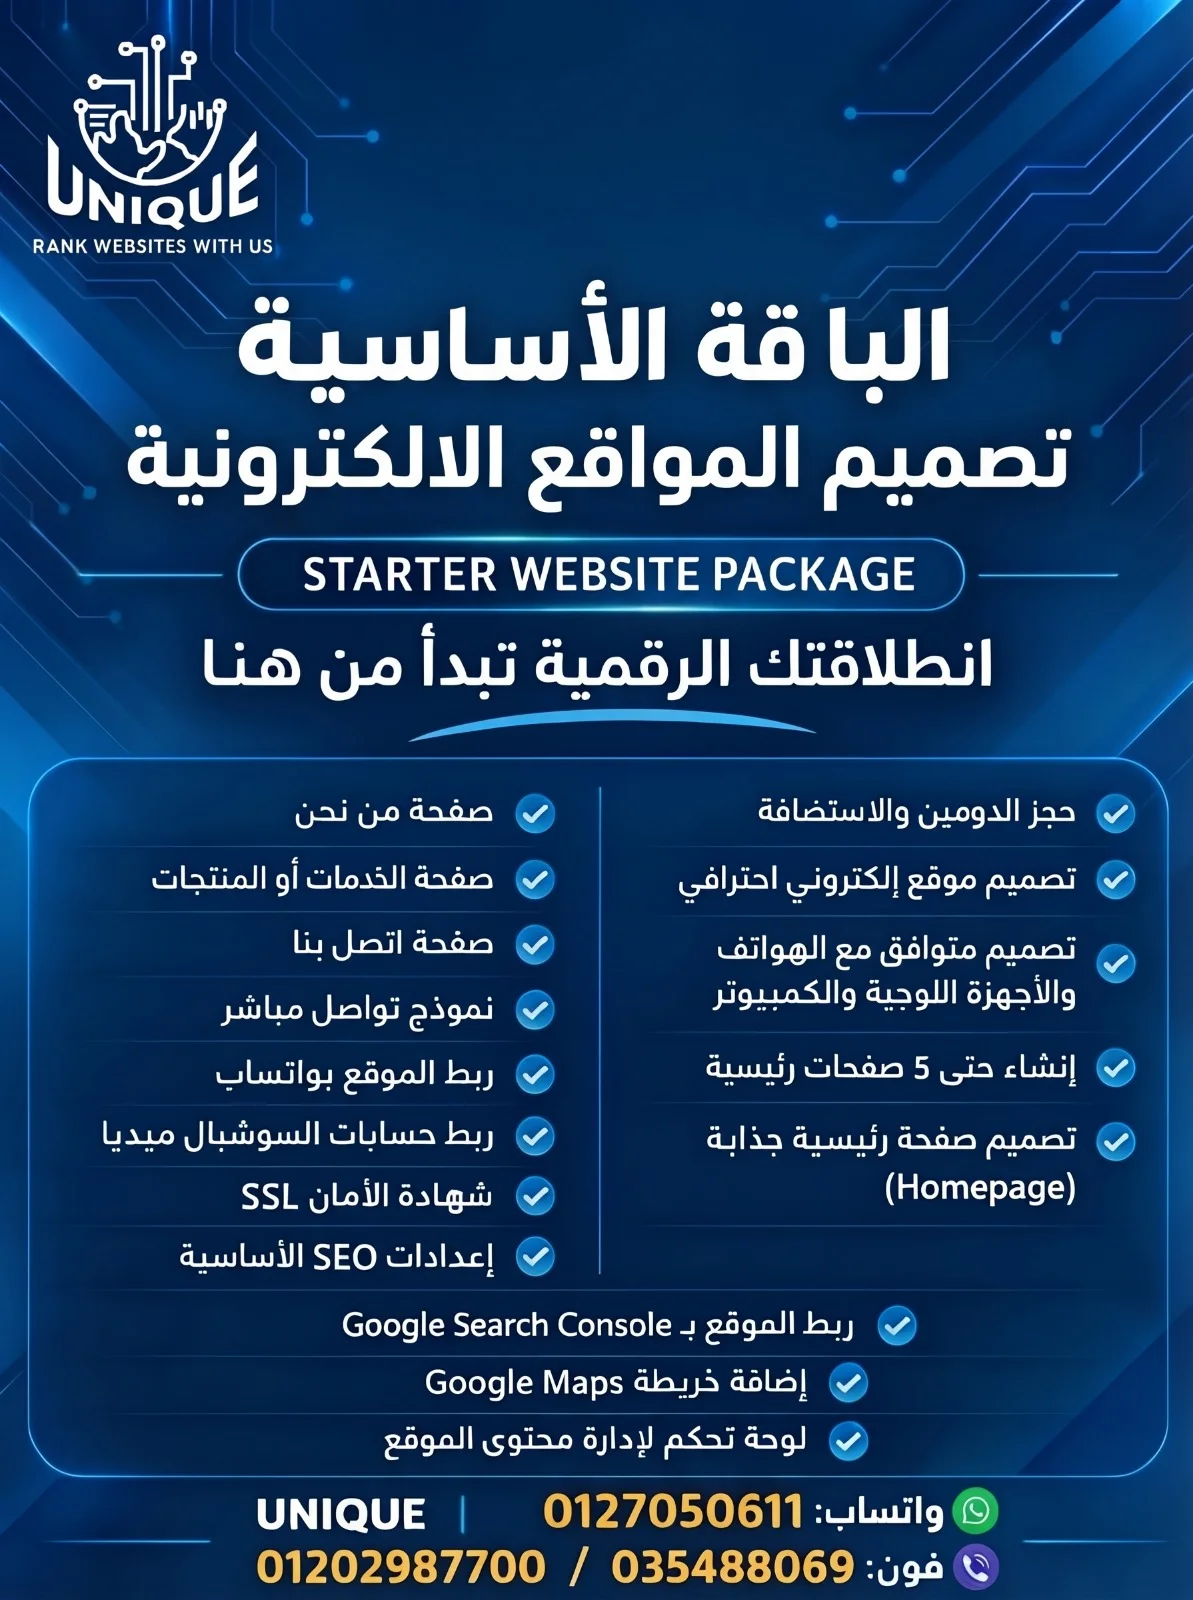 UNIQUE
RANK WEBSITES WITH US
الباقة الأساسية
تصميم المواقع الالكترونية
STARTER WEBSITE PACKAGE
انطلاقتك الرقمية تبدأ من هنا
حجز الدومين والاستضافة
تصميم موقع إلكتروني احترافي
تصميم متوافق مع الهواتف
والأجهزة اللوجية والكمبيوتر
إنشاء حتى 5 صفحات رئيسية
تصميم صفحة رئيسية جذابة
(Homepage)
صفحة من نحن
صفحة الخدمات أو المنتجات
صفحة اتصل بنا
نموذج تواصل مباشر
ربط الموقع بواتساب
ربط حسابات السوشبال ميديا
شهادة الأمان SSL
إعدادات SEO الأساسية
ربط الموقع بـ Google Search Console
إضافة خريطة Google Maps
لوحة تحكم لإدارة محتوى الموقع
واتساب: 0127050611 | UNIQUE
فون: 035488069 / 01202987700